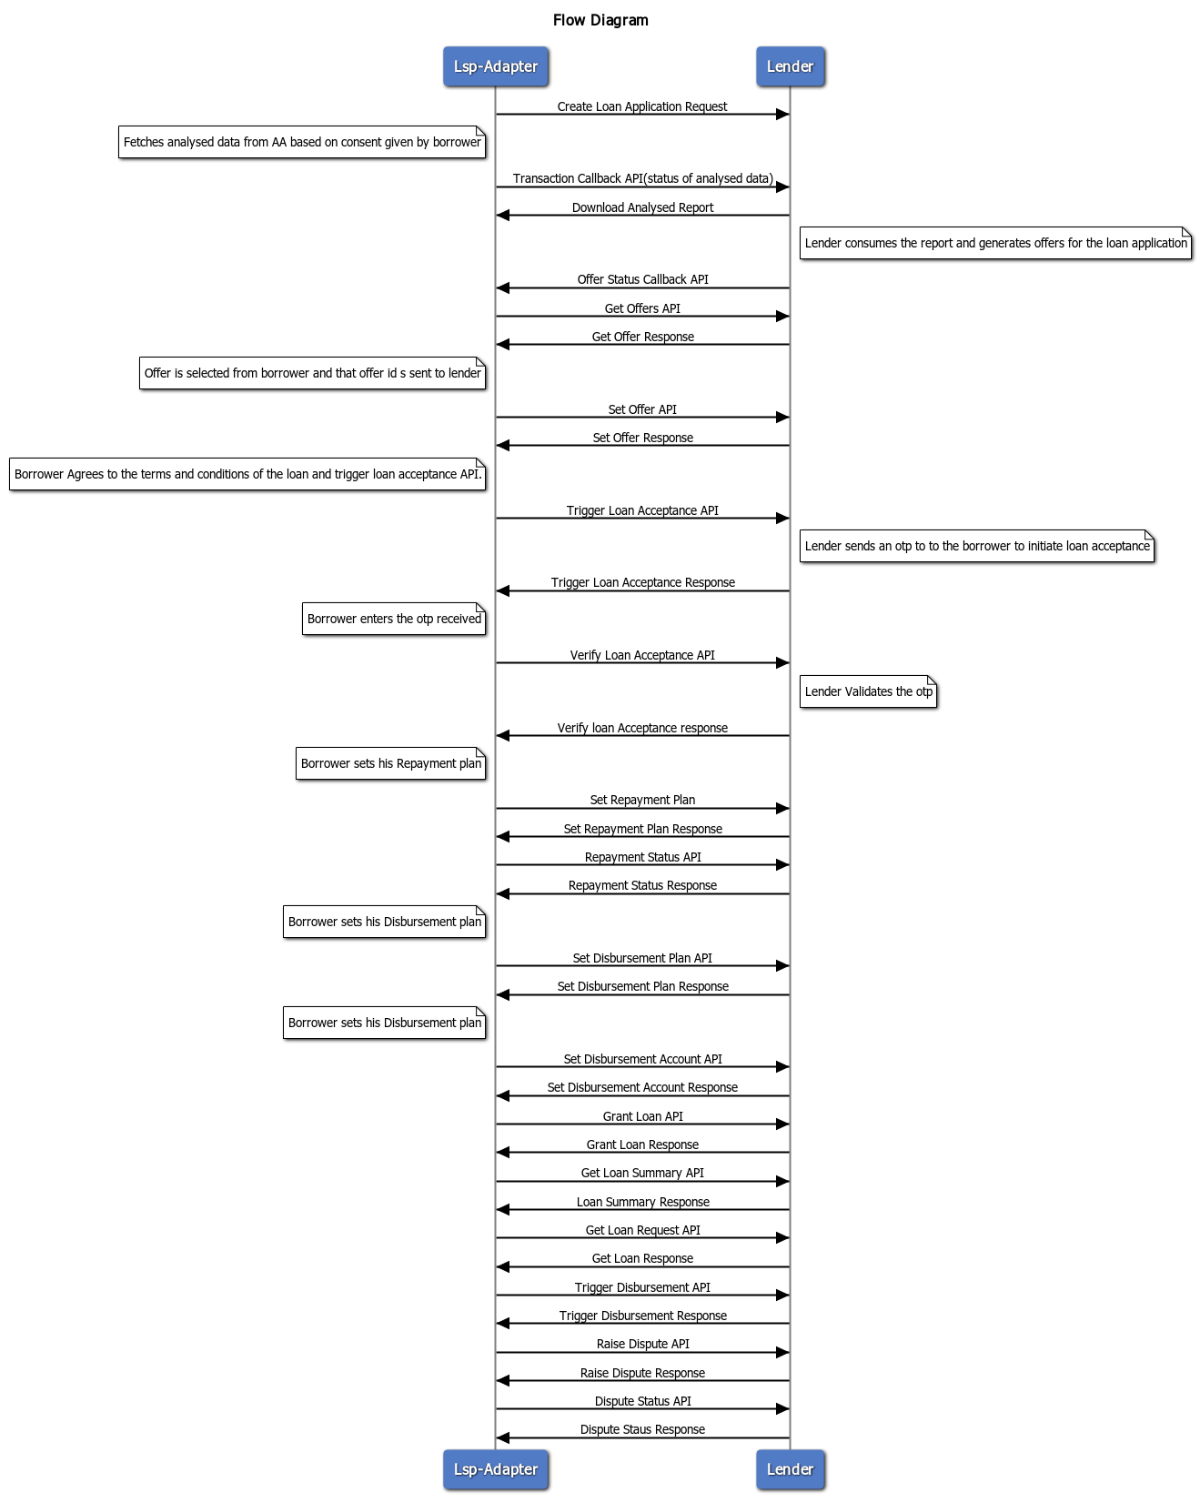 Flow Diagram
Lsp-Adapter
Lender
Create Loan Application Request
Fetches analysed data from AA based on consent given by borrower
Transaction Callback API(status of analysed data)
Download Analysed Report
Lender consumes the report and generates offers for the loan application
Offer Status Callback API
Get Offers API
Get Offer Response
Offer is selected from borrower and that offer id s sent to lender
Set Offer API
Set Offer Response
Borrower Agrees to the terms and conditions of the loan and trigger loan acceptance API.
Trigger Loan Acceptance API
Lender sends an otp to to the borrower to initiate loan acceptance
Trigger Loan Acceptance Response
Borrower enters the otp received
Verify Loan Acceptance API
Lender Validates the otp
Verify loan Acceptance response
Borrower sets his Repayment plan
Set Repayment Plan
Set Repayment Plan Response
Repayment Status API
Repayment Status Response
Borrower sets his Disbursement plan
Set Disbursement Plan API
Set Disbursement Plan Response
Borrower sets his Disbursement plan
Set Disbursement Account API
Set Disbursement Account Response
Grant Loan API
Grant Loan Response
Get Loan Summary API
Loan Summary Response
Get Loan Request API
Get Loan Response
Trigger Disbursement API
Trigger Disbursement Response
Raise Dispute API
Raise Dispute Response
Dispute Status API
Dispute Staus Response
Lsp-Adapter
Lender